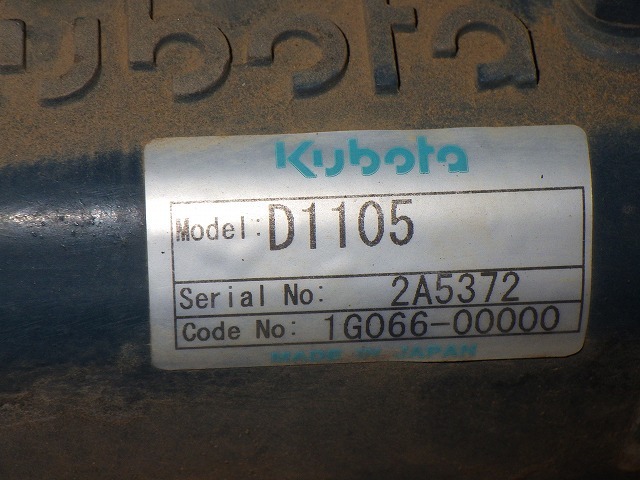 Kubota
Kubota
Model: D1105
Serial No: 2A5372
Code No: 1G066-00000
MADE IN JAPAN